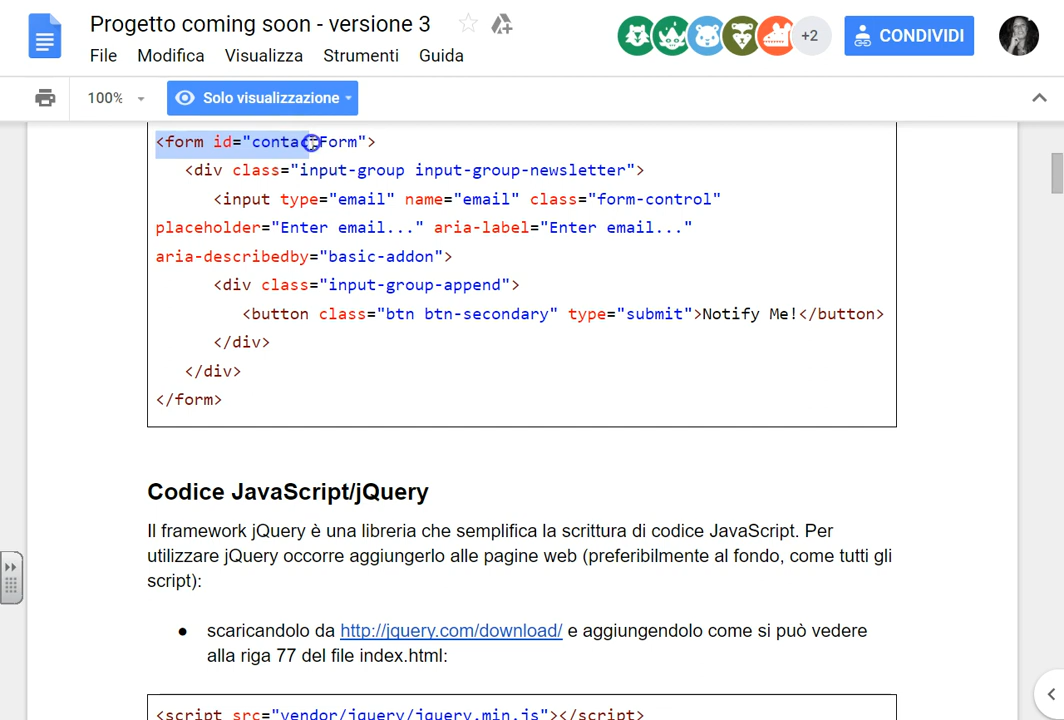 Progetto coming soon - versione 3
File Modifica Visualizza Strumenti Guida
+2
CONDIVIDI
100%
Solo visualizzazione
<form id="contactForm">
<div class="input-group input-group-newsletter">
<input type="email" name="email" class="form-control"
placeholder="Enter email..." aria-label="Enter email..."
aria-describedby="basic-addon">
<div class="input-group-append">
<button class="btn btn-secondary" type="submit">Notify Me!</button>
</div>
</div>
</form>
Codice JavaScript/jQuery
Il framework jQuery è una libreria che semplifica la scrittura di codice JavaScript. Per
utilizzare jQuery occorre aggiungerlo alle pagine web (preferibilmente al fondo, come tutti gli
script):
● scaricandolo da http://jquery.com/download/ e aggiungendolo come si può vedere
alla riga 77 del file index.html:
<script src="vendor/jquery/jquery.min.js"></script>